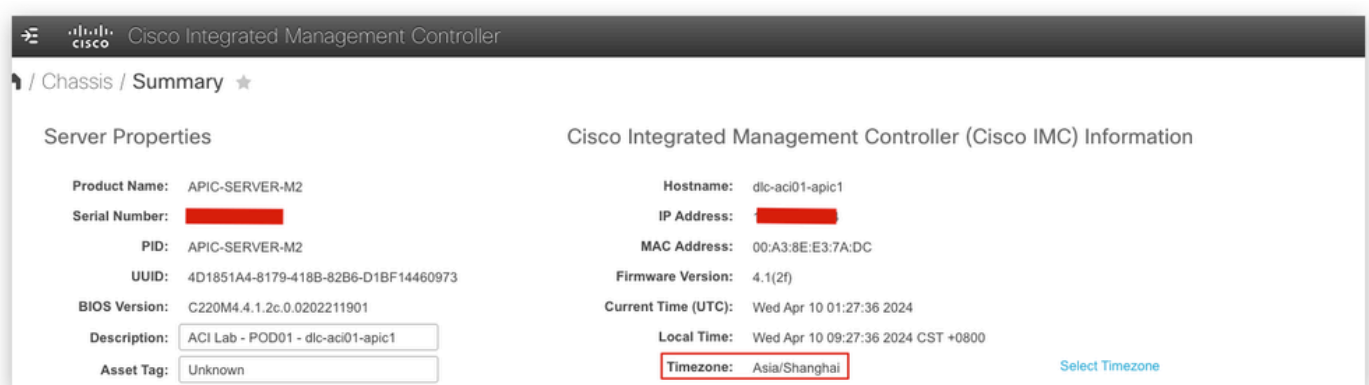 cisco Cisco Integrated Management Controller
/ Chassis / Summary
Server Properties
Product Name: APIC-SERVER-M2
Serial Number:
PID: APIC-SERVER-M2
UUID: 4D1851A4-8179-418B-82B6-D1BF14460973
BIOS Version: C220M4.4.1.2c.0.0202211901
Description: ACI Lab - POD01 - dlc-aci01-apic1
Asset Tag: Unknown
Cisco Integrated Management Controller (Cisco IMC) Information
Hostname: dlc-aci01-apic1
IP Address:
MAC Address: 00:A3:8E:E3:7A:DC
Firmware Version: 4.1(2f)
Current Time (UTC): Wed Apr 10 01:27:36 2024
Local Time: Wed Apr 10 09:27:36 2024 CST +0800
Timezone: Asia/Shanghai Select Timezone